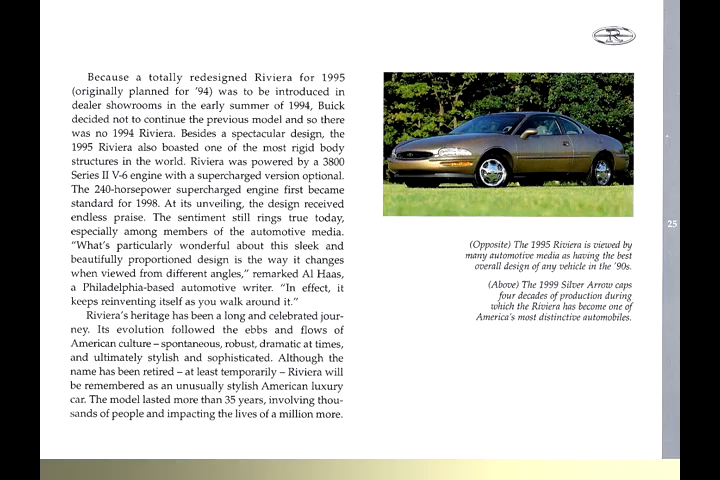 R
Because a totally redesigned Riviera for 1995
(originally planned for ’94) was to be introduced in
dealer showrooms in the early summer of 1994, Buick
decided not to continue the previous model and so there
was no 1994 Riviera. Besides a spectacular design, the
1995 Riviera also boasted one of the most rigid body
structures in the world. Riviera was powered by a 3800
Series II V-6 engine with a supercharged version optional.
The 240-horsepower supercharged engine first became
standard for 1998. At its unveiling, the design received
endless praise. The sentiment still rings true today,
especially among members of the automotive media.
“What’s particularly wonderful about this sleek and
beautifully proportioned design is the way it changes
when viewed from different angles,” remarked Al Haas,
a Philadelphia-based automotive writer. “In effect, it
keeps reinventing itself as you walk around it.”
Riviera’s heritage has been a long and celebrated jour-
ney. Its evolution followed the ebbs and flows of
American culture – spontaneous, robust, dramatic at times,
and ultimately stylish and sophisticated. Although the
name has been retired – at least temporarily – Riviera will
be remembered as an unusually stylish American luxury
car. The model lasted more than 35 years, involving thou-
sands of people and impacting the lives of a million more.
(Opposite) The 1995 Riviera is viewed by
many automotive media as having the best
overall design of any vehicle in the ’90s.
(Above) The 1999 Silver Arrow caps
four decades of production during
which the Riviera has become one of
America’s most distinctive automobiles.
25